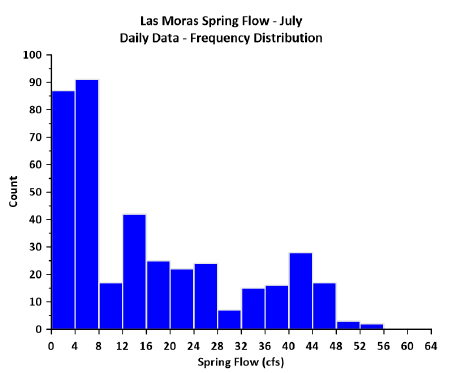 Las Moras Spring Flow - July
Daily Data - Frequency Distribution
100
90
80
70
60
50
40
30
20
10
0
Count
0 4 8 12 16 20 24 28 32 36 40 44 48 52 56 60 64
Spring Flow (cfs)